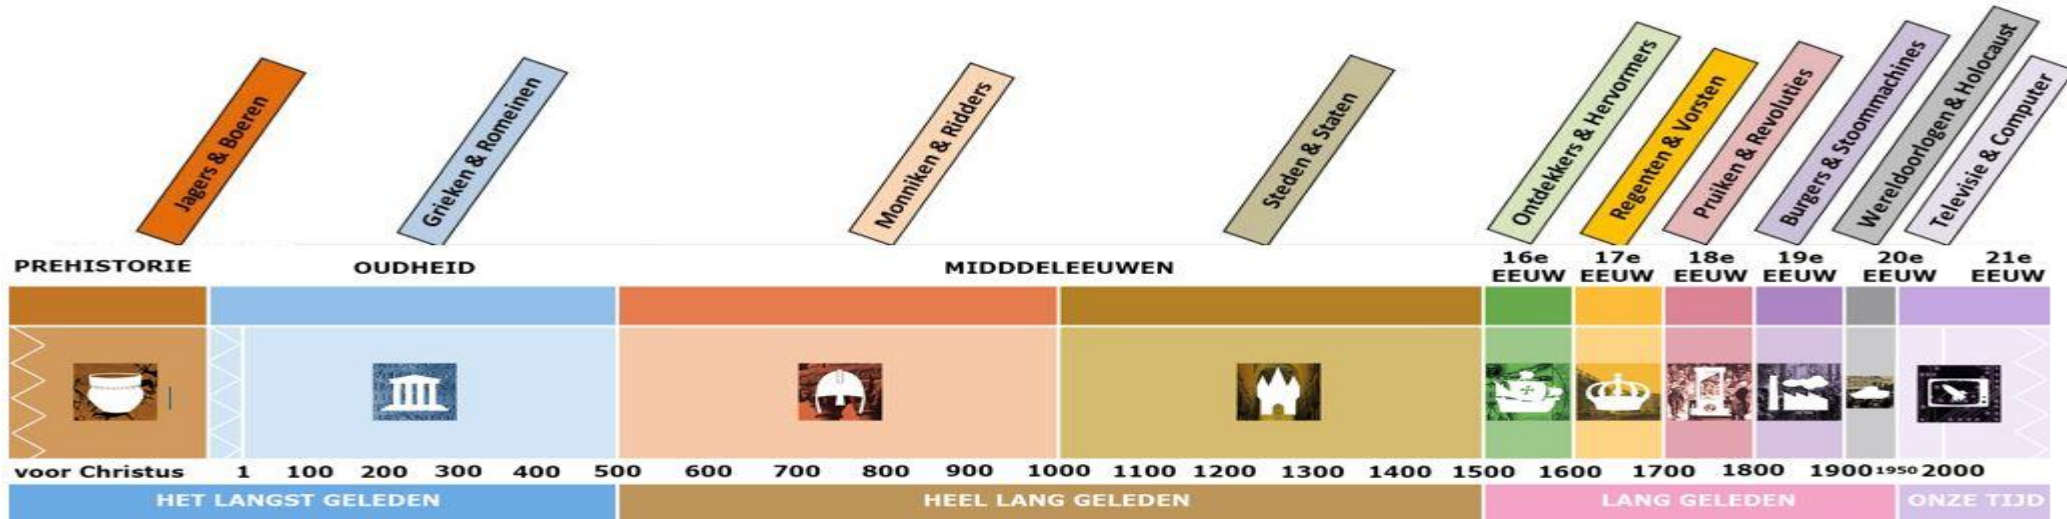 Jagers & Boeren
Grieken & Romeinen
Monniken & Ridders
Steden & Staten
Ontdekkers & Hervormers
Regenten & Vorsten
Pruiken & Revoluties
Burgers & Stoommachines
Wereldoorlogen & Holocaust
Televisie & Computer
PREHISTORIE
OUDHEID
MIDDDELEEUWEN
16e
EEUW
17e
EEUW
18e
EEUW
19e
EEUW
20e
EEUW
21e
EEUW
voor Christus 1 100 200 300 400 500 600 700 800 900 1000 1100 1200 1300 1400 1500 1600 1700 1800 1900 1950 2000
HET LANGST GELEDEN
HEEL LANG GELEDEN
LANG GELEDEN
ONZE TIJD